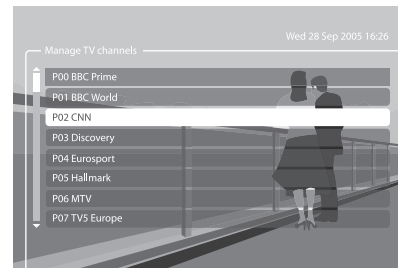 Wed 28 Sep 2005 16:26
Manage TV channels
P00 BBC Prime
P01 BBC World
P02 CNN
P03 Discovery
P04 Eurosport
P05 Hallmark
P06 MTV
P07 TV5 Europe